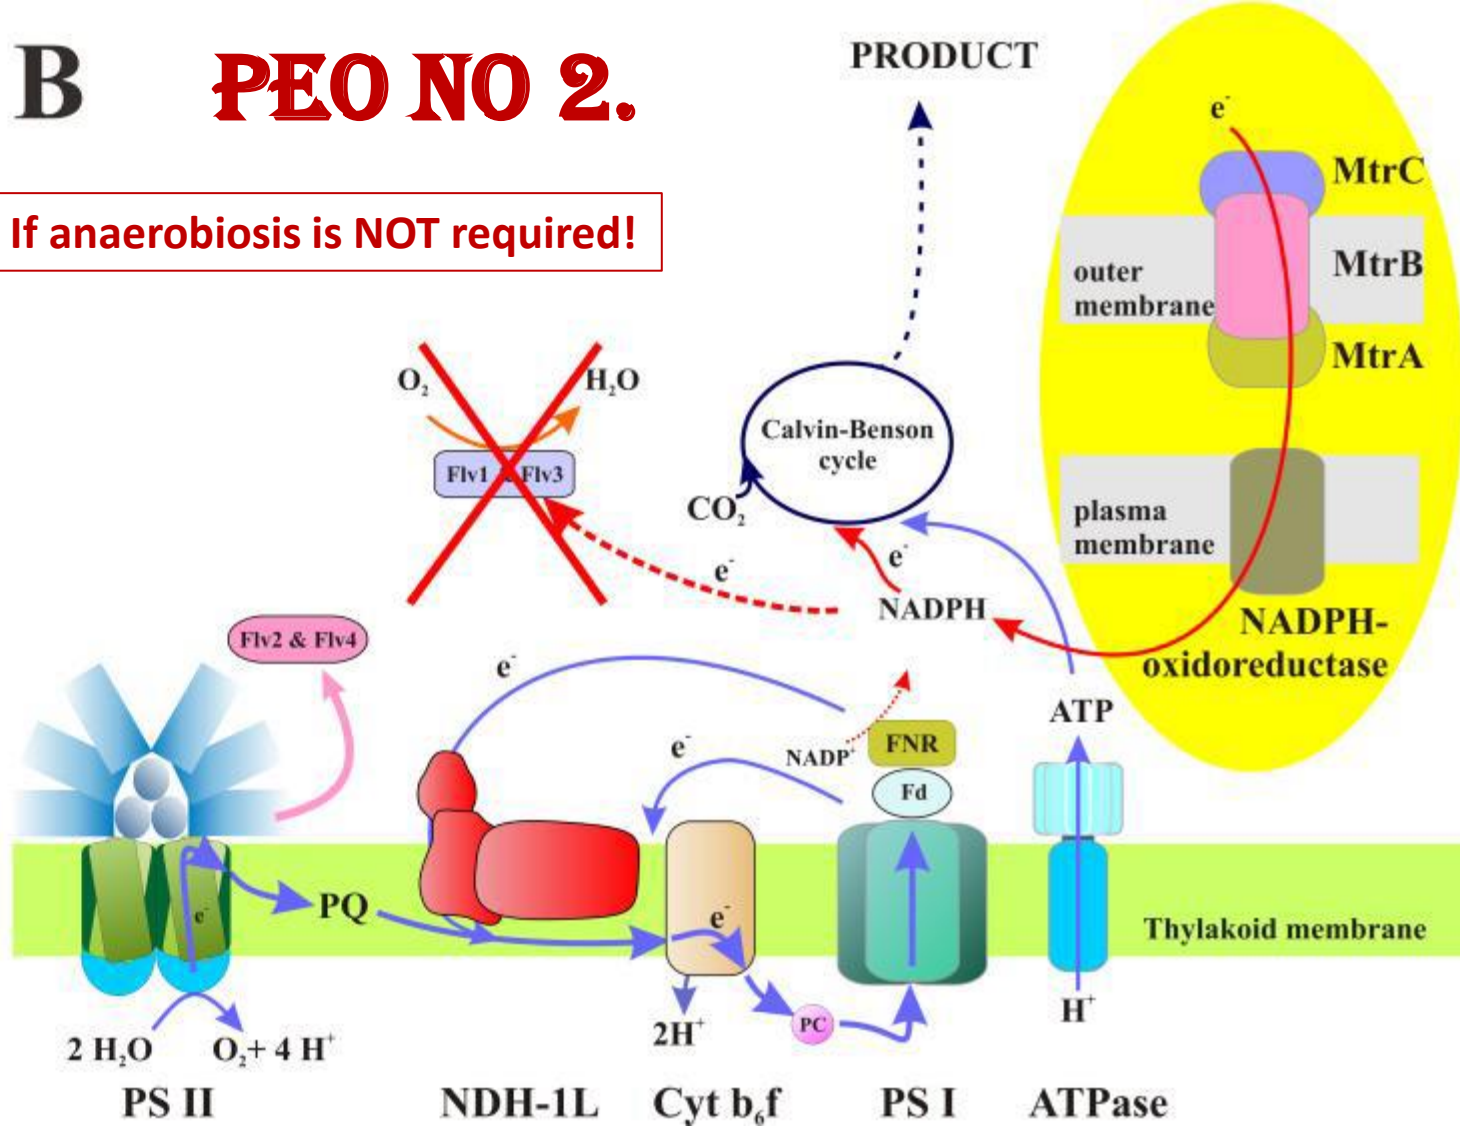 B
PEO NO 2.
If anaerobiosis is NOT required!
PRODUCT
e⁻
MtrC
MtrB
MtrA
outer
membrane
plasma
membrane
NADPH-
oxidoreductase
O₂
H₂O
Flv1 & Flv3
Calvin-Benson
cycle
CO₂
e⁻
e⁻
NADPH
Flv2 & Flv4
e⁻
e⁻
ATP
NADP⁺
FNR
Fd
e⁻
PQ
e⁻
Thylakoid membrane
2 H₂O
O₂+ 4 H⁺
2H⁺
PC
H⁺
PS II
NDH-1L
Cyt b₆f
PS I
ATPase